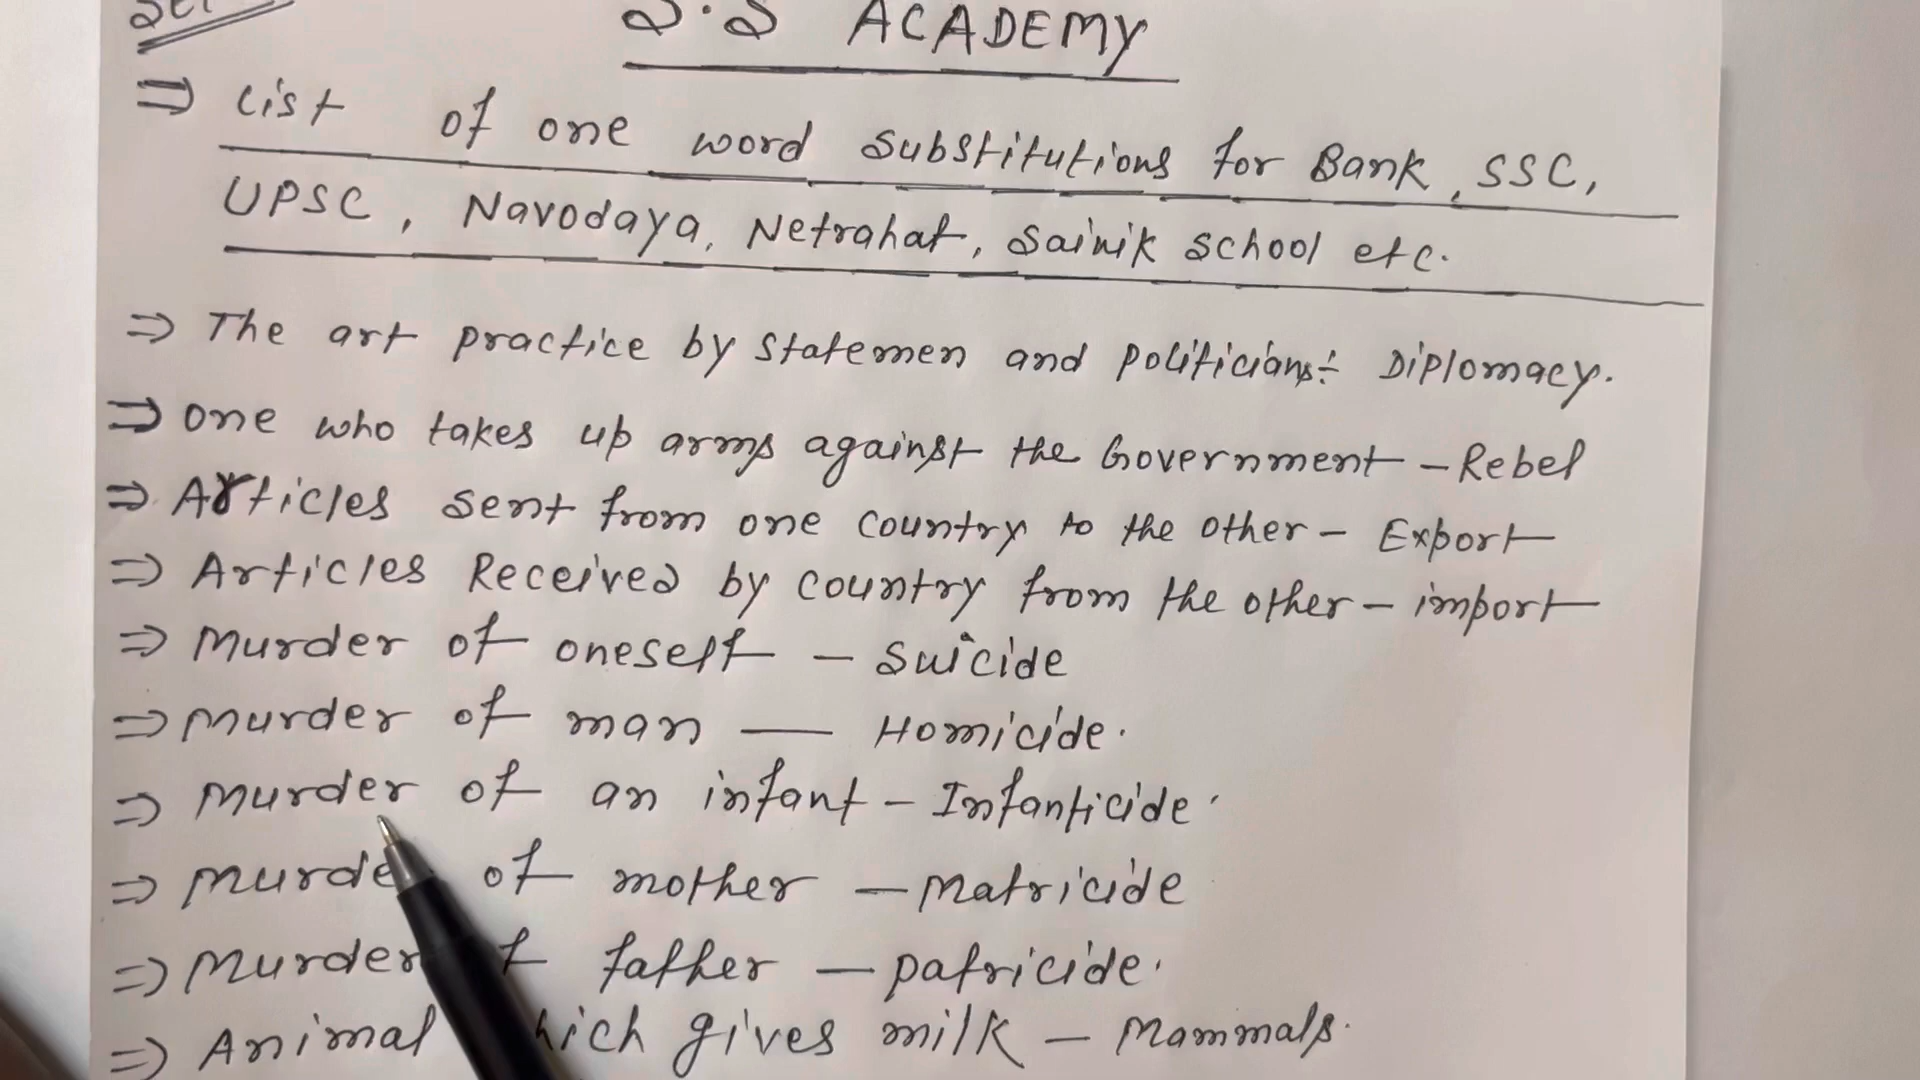 S.S ACADEMY
⇒ List of one word substitutions for Bank, SSC,
UPSC, Navodaya, Netrahat, Sainik School etc.
⇒ The art practice by statemen and politicians:- Diplomacy.
⇒ one who takes up arms against the Government – Rebel
⇒ Articles sent from one country to the other – Export
⇒ Articles Received by country from the other – import
⇒ Murder of oneself – Suicide
⇒ Murder of man — Homicide.
⇒ Murder of an infant – Infanticide.
⇒ Murder of mother – Matricide
⇒ Murder of father – patricide.
⇒ Animal which gives milk – Mammals.